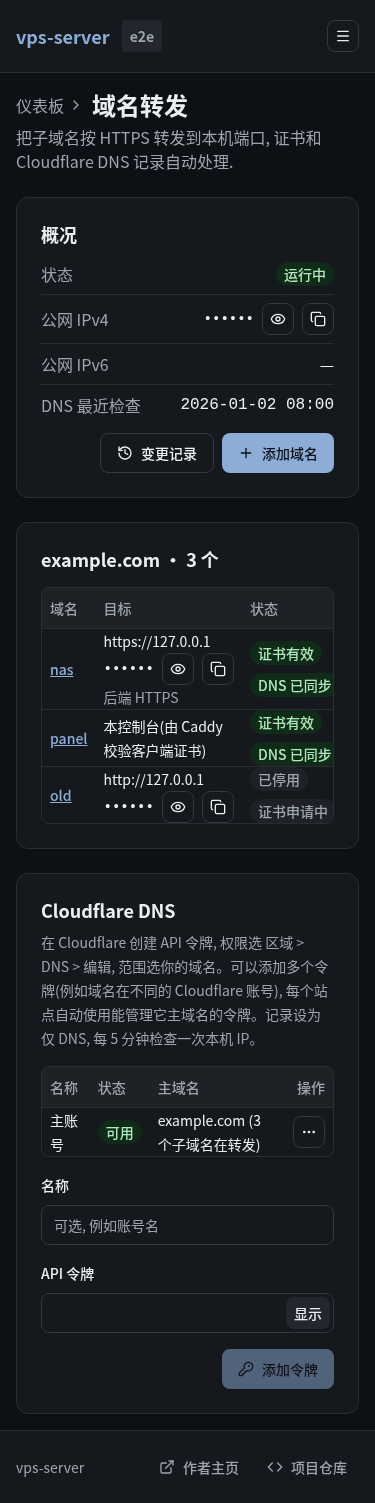 vps-server e2e
仪表板 > 域名转发
把子域名按 HTTPS 转发到本机端口, 证书和
Cloudflare DNS 记录自动处理.
概况
状态 运行中
公网 IPv4 ••••••
公网 IPv6 —
DNS 最近检查 2026-01-02 08:00
变更记录 添加域名
example.com · 3 个
域名 目标 状态
nas https://127.0.0.1 ••••••
后端 HTTPS
证书有效
DNS 已同步
panel 本控制台(由 Caddy
校验客户端证书)
证书有效
DNS 已同步
old http://127.0.0.1 ••••••
已停用
证书申请中
Cloudflare DNS
在 Cloudflare 创建 API 令牌, 权限选 区域 >
DNS > 编辑, 范围选你的域名。可以添加多个令
牌(例如域名在不同的 Cloudflare 账号), 每个站
点自动使用能管理它主域名的令牌。记录设为
仅 DNS, 每 5 分钟检查一次本机 IP。
名称 状态 主域名 操作
主账
号
可用
example.com (3
个子域名在转发)
名称
可选, 例如账号名
API 令牌
显示
添加令牌
vps-server 作者主页 项目仓库